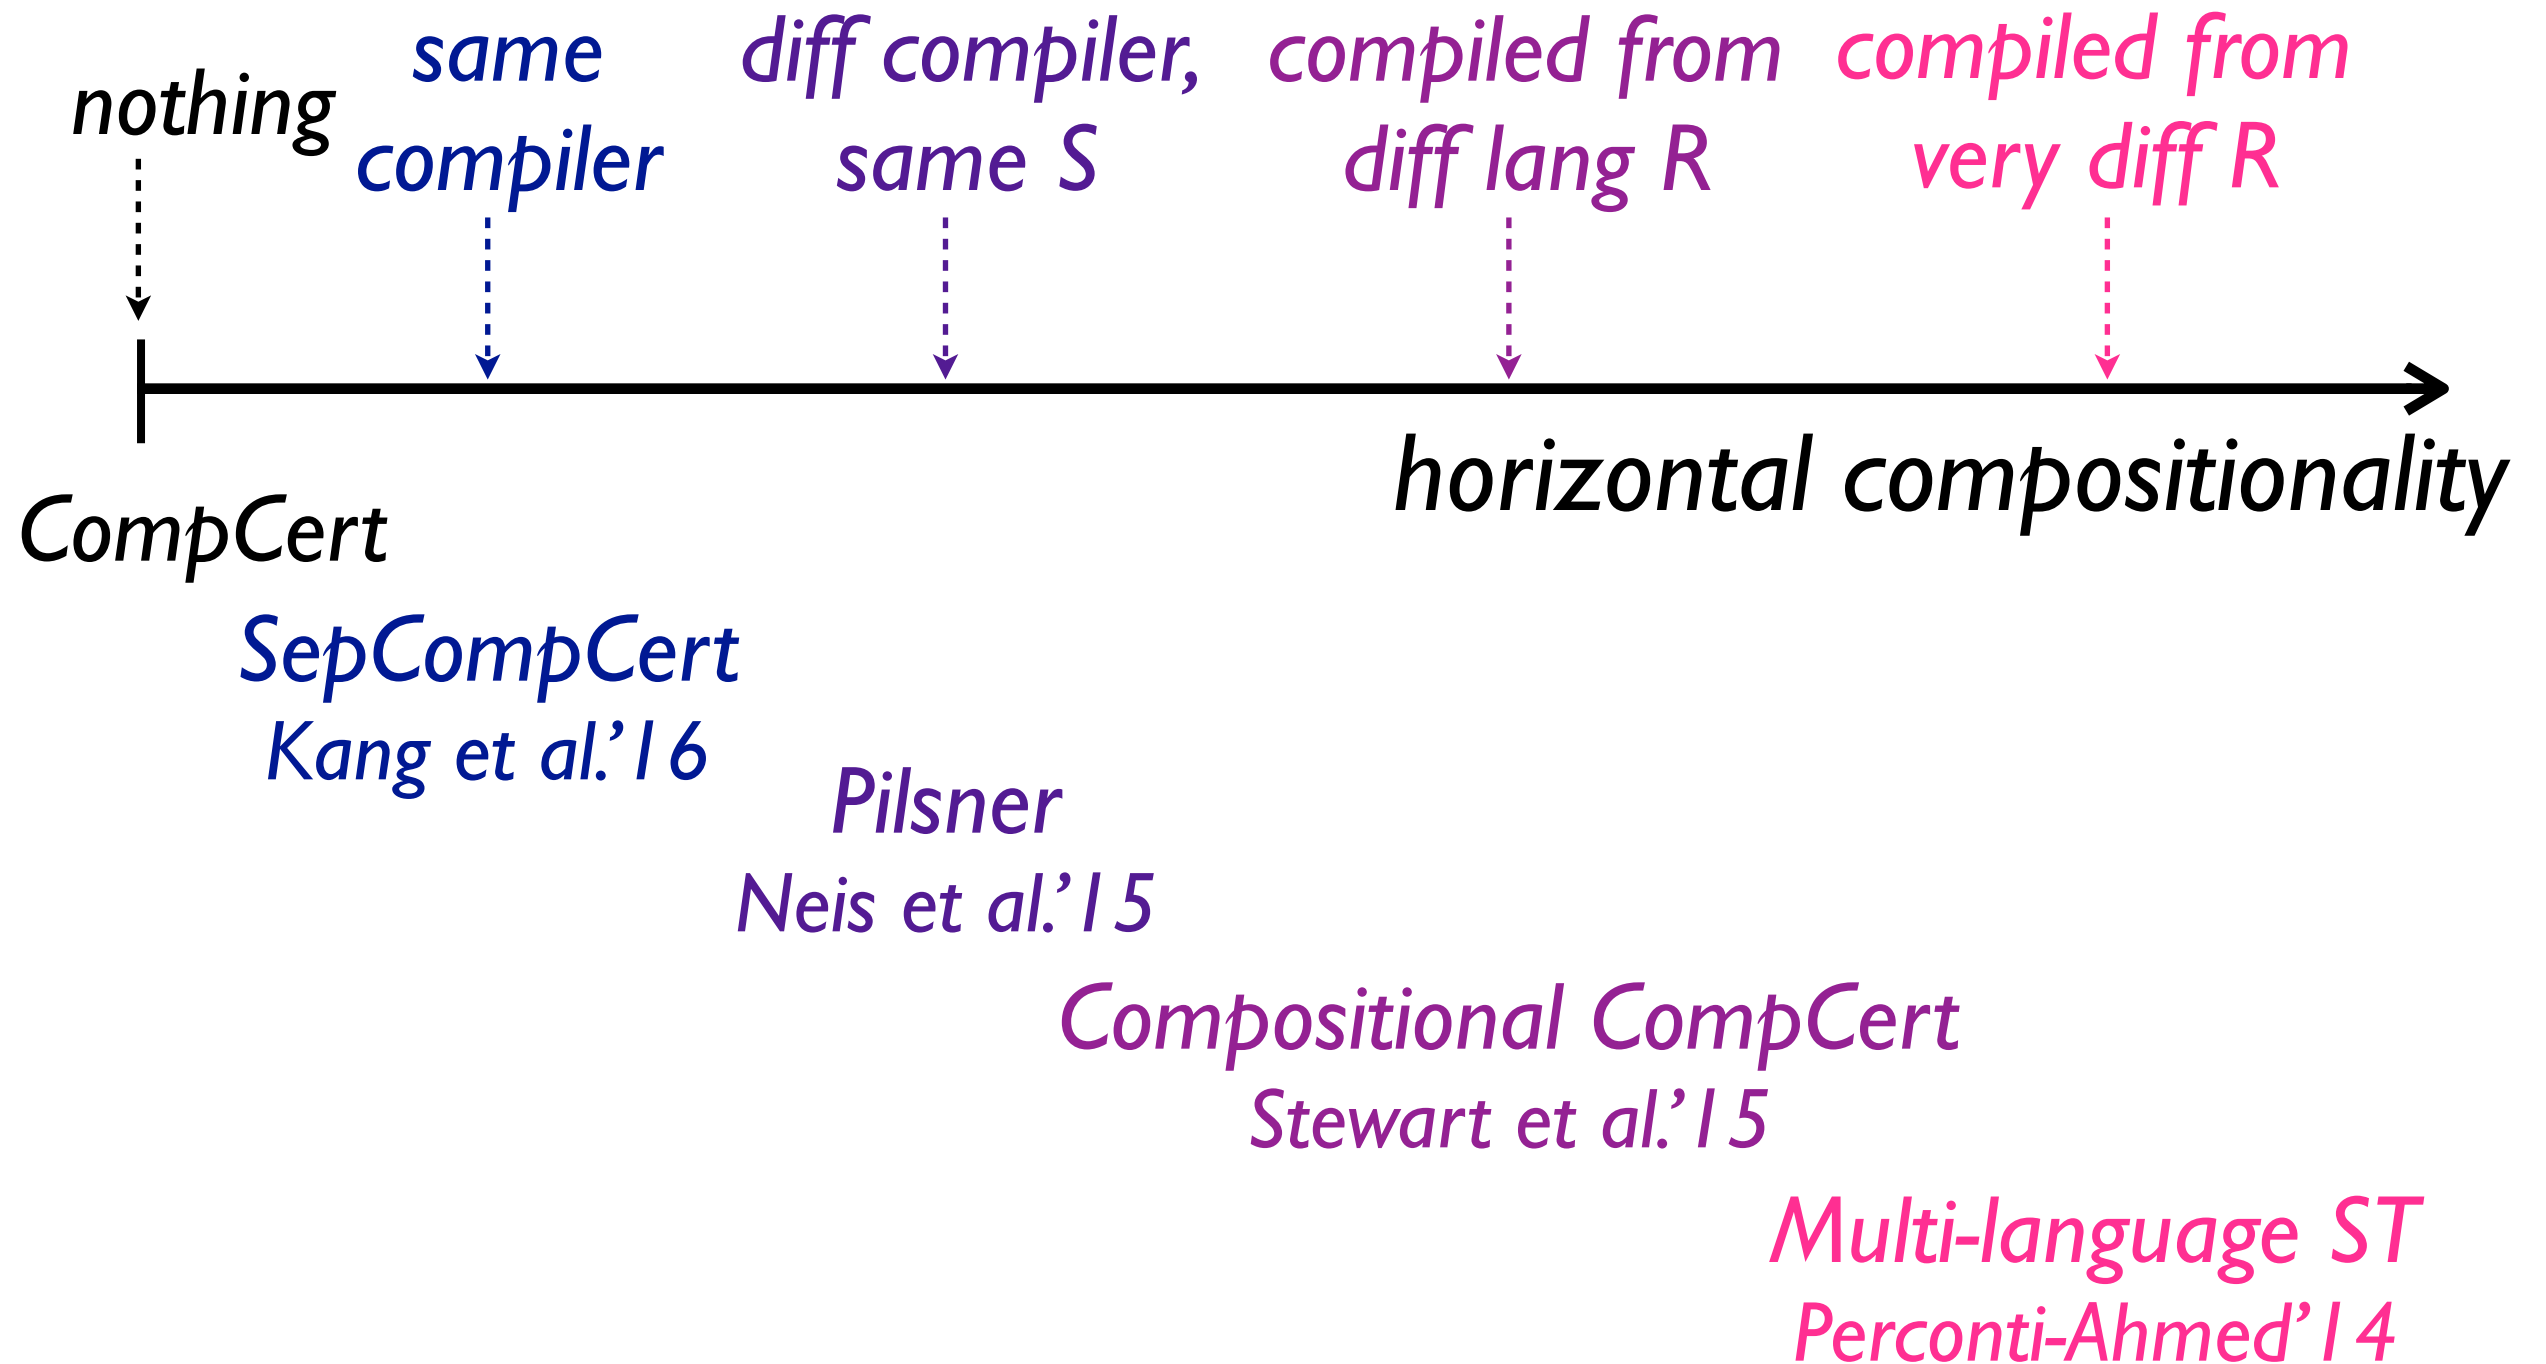 nothing
same
compiler
diff compiler,
same S
compiled from
diff lang R
compiled from
very diff R
horizontal compositionality
CompCert
SepCompCert
Kang et al.’16
Pilsner
Neis et al.’15
Compositional CompCert
Stewart et al.’15
Multi-language ST
Perconti-Ahmed’14